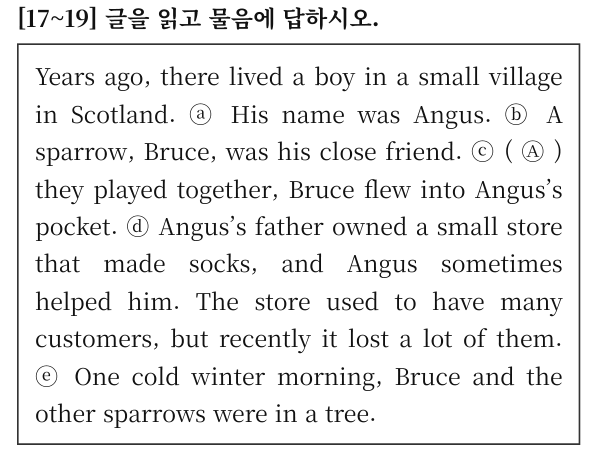 [17~19] 글을 읽고 물음에 답하시오.
Years ago, there lived a boy in a small village
in Scotland. ⓐ His name was Angus. ⓑ A
sparrow, Bruce, was his close friend. ⓒ ( Ⓐ )
they played together, Bruce flew into Angus’s
pocket. ⓓ Angus’s father owned a small store
that made socks, and Angus sometimes
helped him. The store used to have many
customers, but recently it lost a lot of them.
ⓔ One cold winter morning, Bruce and the
other sparrows were in a tree.